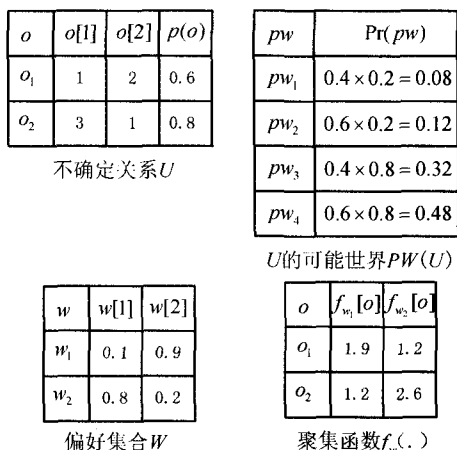 o o[1] o[2] p(o)
o₁ 1 2 0.6
o₂ 3 1 0.8
不确定关系U
pw Pr(pw)
pw₁ 0.4×0.2=0.08
pw₂ 0.6×0.2=0.12
pw₃ 0.4×0.8=0.32
pw₄ 0.6×0.8=0.48
U的可能世界PW(U)
w w[1] w[2]
w₁ 0.1 0.9
w₂ 0.8 0.2
偏好集合W
o f_{w₁}[o] f_{w₂}[o]
o₁ 1.9 1.2
o₂ 1.2 2.6
聚集函数f_w(.)